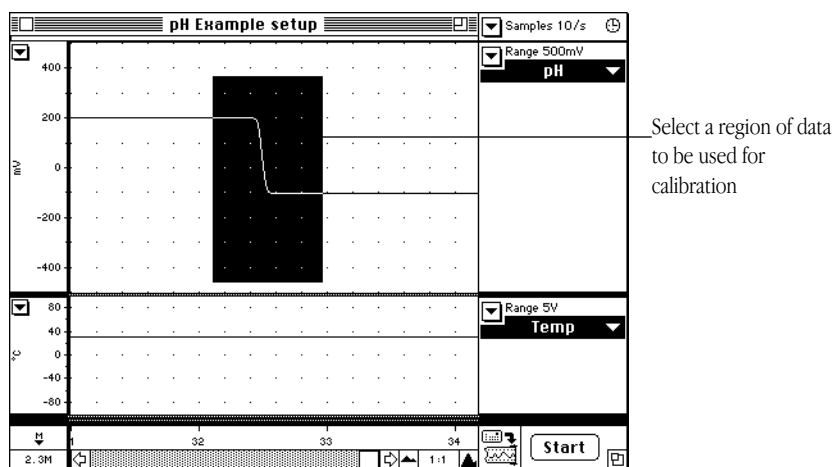 pH Example setup
Samples 10/s
Range 500mV
pH
400
200
0
-200
-400
mV
Select a region of data
to be used for
calibration
Range 5V
Temp
80
40
0
-40
-80
°C
M
1
32
33
34
2.3M
1:1
Start